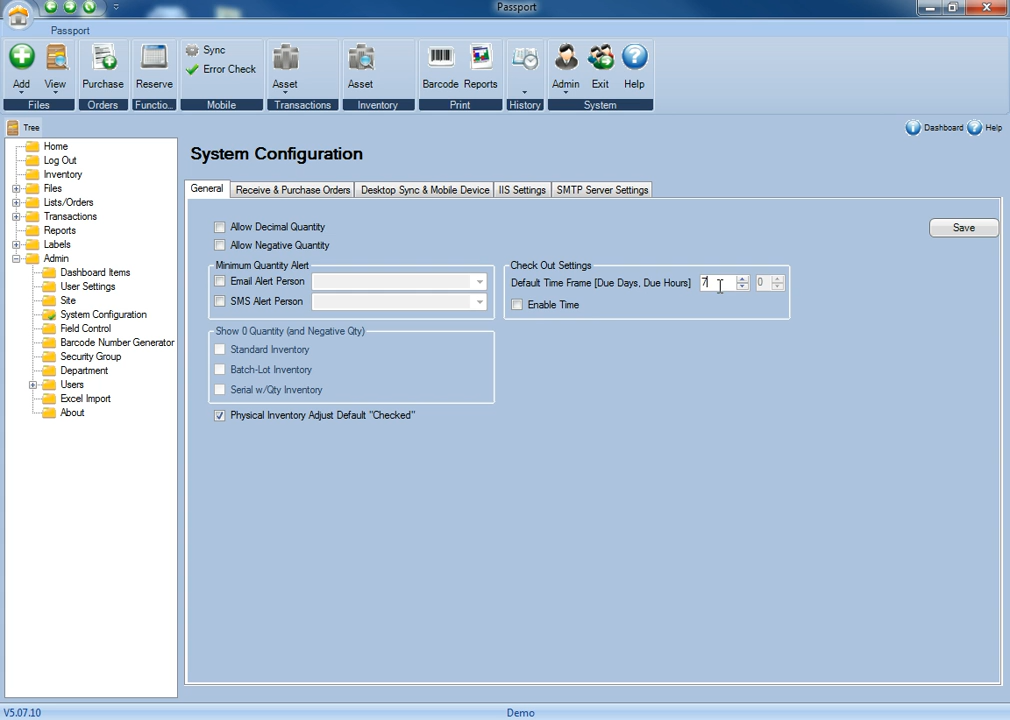 Passport
Passport
Add
View
Files
Purchase
Orders
Reserve
Functio...
Sync
Error Check
Mobile
Asset
Transactions
Asset
Inventory
Barcode
Reports
Print
History
Admin
Exit
Help
System
Tree
Dashboard
Help
Home
Log Out
Inventory
Files
Lists/Orders
Transactions
Reports
Labels
Admin
Dashboard Items
User Settings
Site
System Configuration
Field Control
Barcode Number Generator
Security Group
Department
Users
Excel Import
About
System Configuration
General
Receive & Purchase Orders
Desktop Sync & Mobile Device
IIS Settings
SMTP Server Settings
Allow Decimal Quantity
Allow Negative Quantity
Save
Minimum Quantity Alert
Email Alert Person
SMS Alert Person
Check Out Settings
Default Time Frame [Due Days, Due Hours]
7
0
Enable Time
Show 0 Quantity (and Negative Qty)
Standard Inventory
Batch-Lot Inventory
Serial w/Qty Inventory
Physical Inventory Adjust Default "Checked"
V5.07.10
Demo